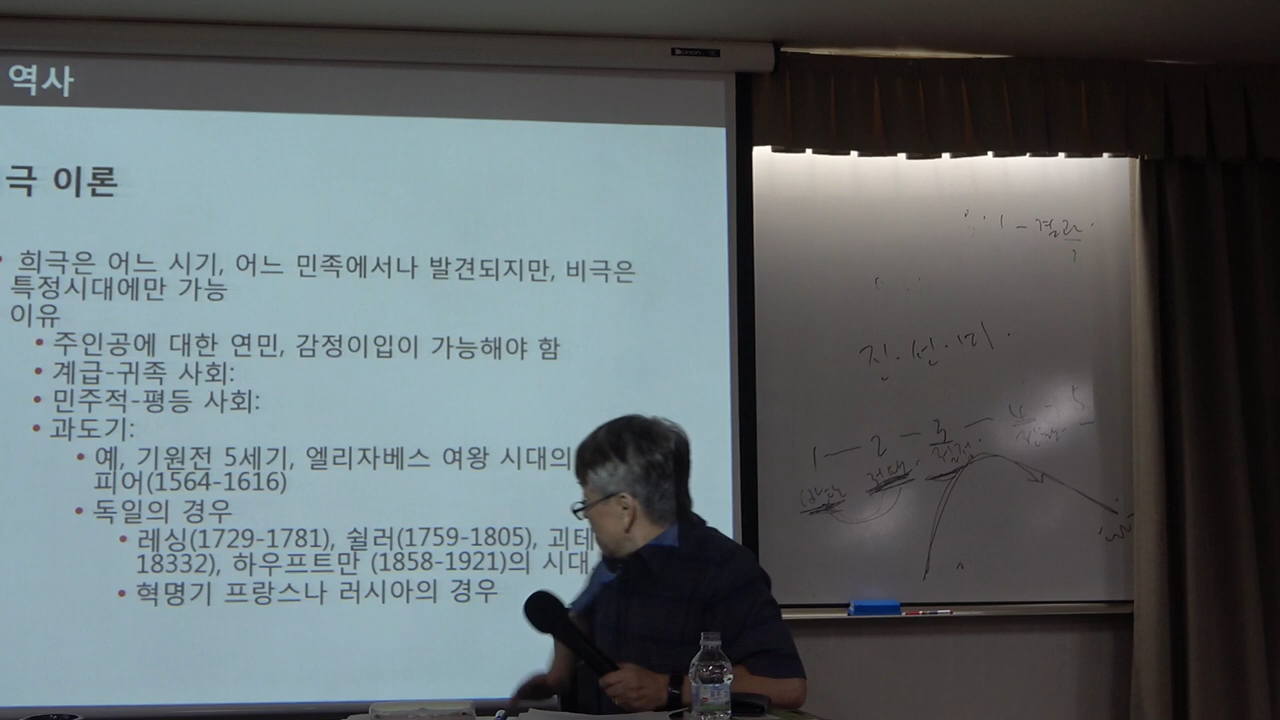 역사
극 이론
희극은 어느 시기, 어느 민족에서나 발견되지만, 비극은
특정시대에만 가능
이유
• 주인공에 대한 연민, 감정이입이 가능해야 함
• 계급-귀족 사회:
• 민주적-평등 사회:
• 과도기:
• 예, 기원전 5세기, 엘리자베스 여왕 시대의
피어(1564-1616)
• 독일의 경우
• 레싱(1729-1781), 쉴러(1759-1805), 괴테
18332), 하우프트만 (1858-1921)의 시대
• 혁명기 프랑스나 러시아의 경우
1 - 결과
진·선·미
1 - 2 - 3 - 4 - 5